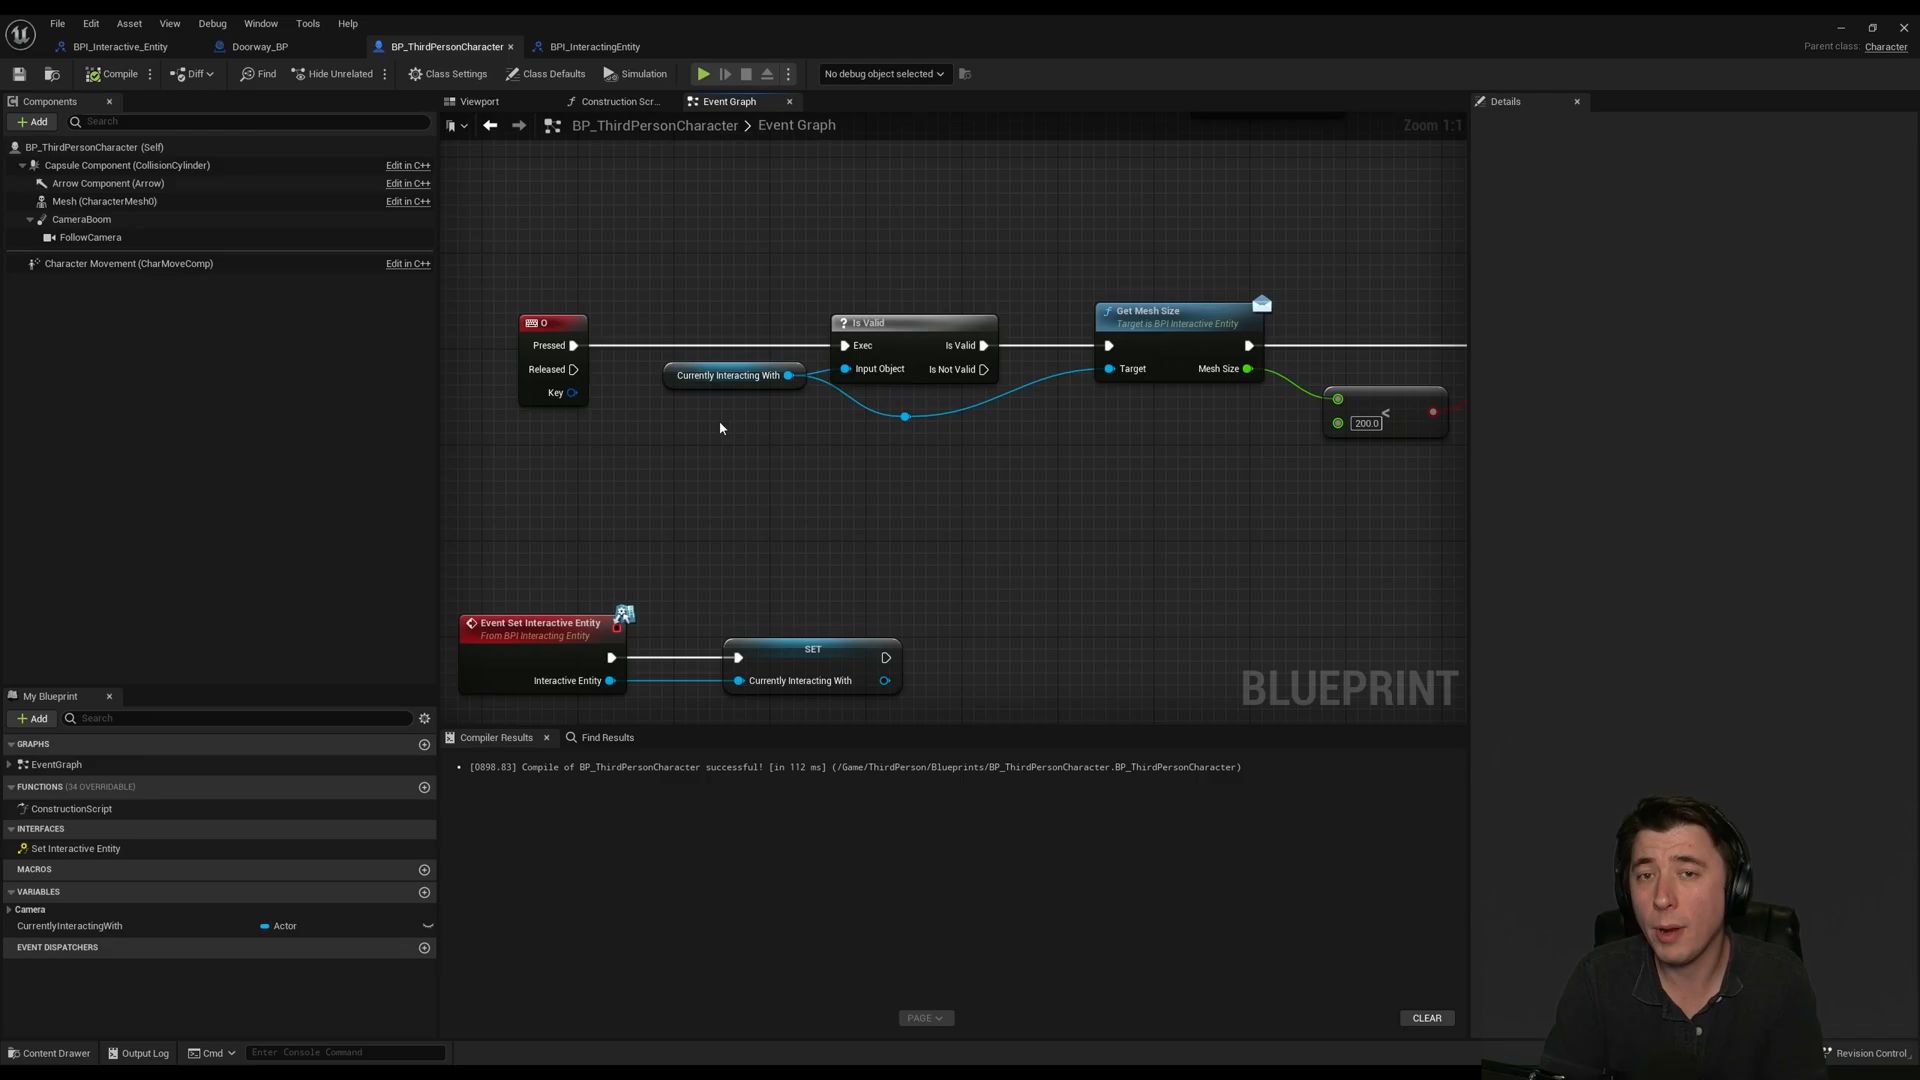 File Edit Asset View Debug Window Tools Help
BPI_Interactive_Entity Doorway_BP BP_ThirdPersonCharacter BPI_InteractingEntity
Parent class: Character
Compile Diff Find Hide Unrelated Class Settings Class Defaults Simulation No debug object selected
Components
Add Search
BP_ThirdPersonCharacter (Self)
Capsule Component (CollisionCylinder) Edit in C++
Arrow Component (Arrow) Edit in C++
Mesh (CharacterMesh0) Edit in C++
CameraBoom
FollowCamera
Character Movement (CharMoveComp) Edit in C++
Viewport Construction Scr... Event Graph
BP_ThirdPersonCharacter > Event Graph
Zoom 1:1
O
Pressed
Released
Key
Currently Interacting With
? Is Valid
Exec Is Valid
Input Object Is Not Valid
f Get Mesh Size
Target is BPI Interactive Entity
Target Mesh Size
<
200.0
Event Set Interactive Entity
From BPI Interacting Entity
Interactive Entity
SET
Currently Interacting With
BLUEPRINT
Details
My Blueprint
Add Search
GRAPHS
EventGraph
FUNCTIONS (34 OVERRIDABLE)
ConstructionScript
INTERFACES
Set Interactive Entity
MACROS
VARIABLES
Camera
CurrentlyInteractingWith Actor
EVENT DISPATCHERS
Compiler Results Find Results
[0898.83] Compile of BP_ThirdPersonCharacter successful! [in 112 ms] (/Game/ThirdPerson/Blueprints/BP_ThirdPersonCharacter.BP_ThirdPersonCharacter)
PAGE
CLEAR
Content Drawer Output Log Cmd Enter Console Command
Revision Control